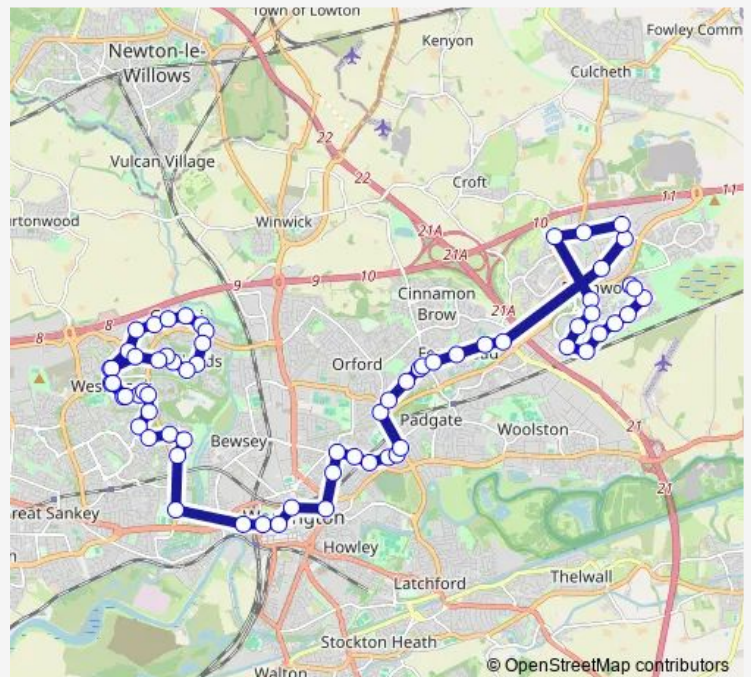 Town of Lowton
Fowley Comm
Kenyon
Newton-le-
Willows
Culcheth
22
Vulcan Village
22
Croft
11
11
urtonwood
Winwick
21A
10
21A
10
9
9
Cinnamon
Brow
21A
8
8
Orford
Padgate
Woolston
21
Bewsey
21
reat Sankey
Howley
Latchford
Thelwall
Stockton Heath
Walton
© OpenStreetMap contributors